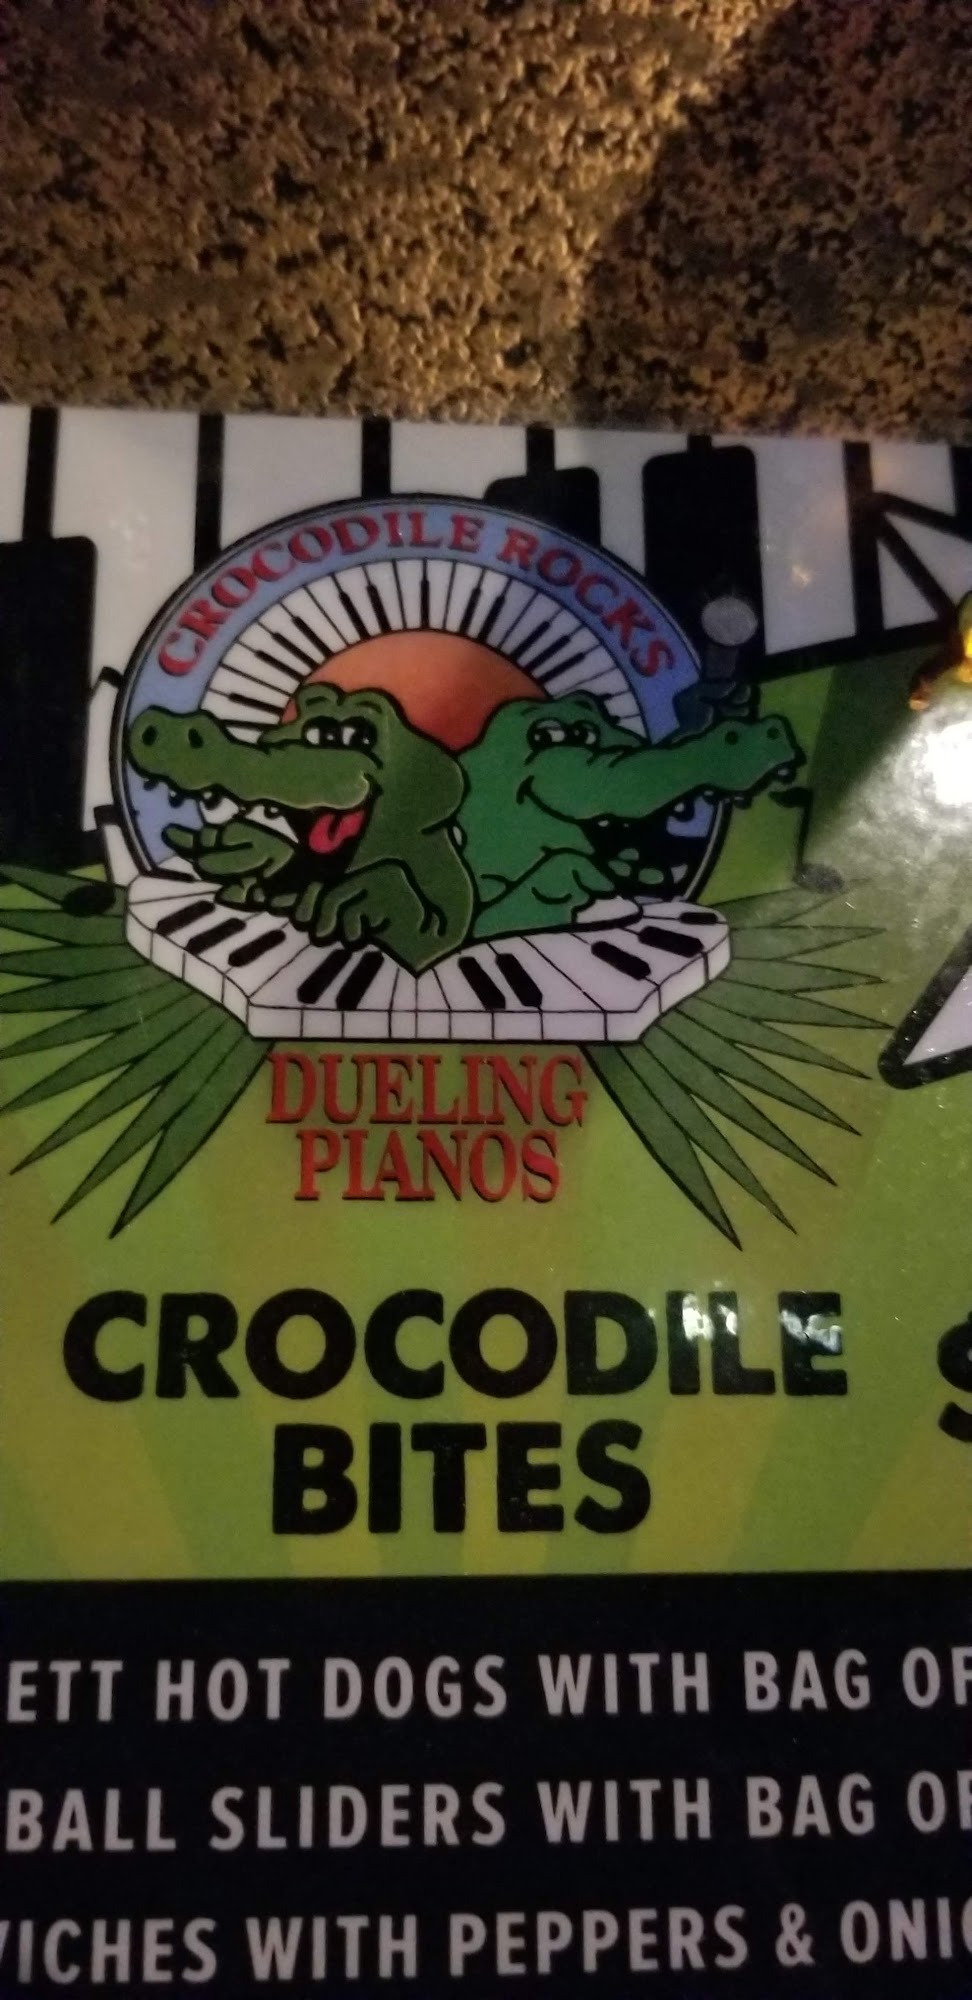 CROCODILE ROCKS
DUELING
PIANOS
CROCODILE
BITES
ETT HOT DOGS WITH BAG OF
BALL SLIDERS WITH BAG OF
ICHES WITH PEPPERS & ONI